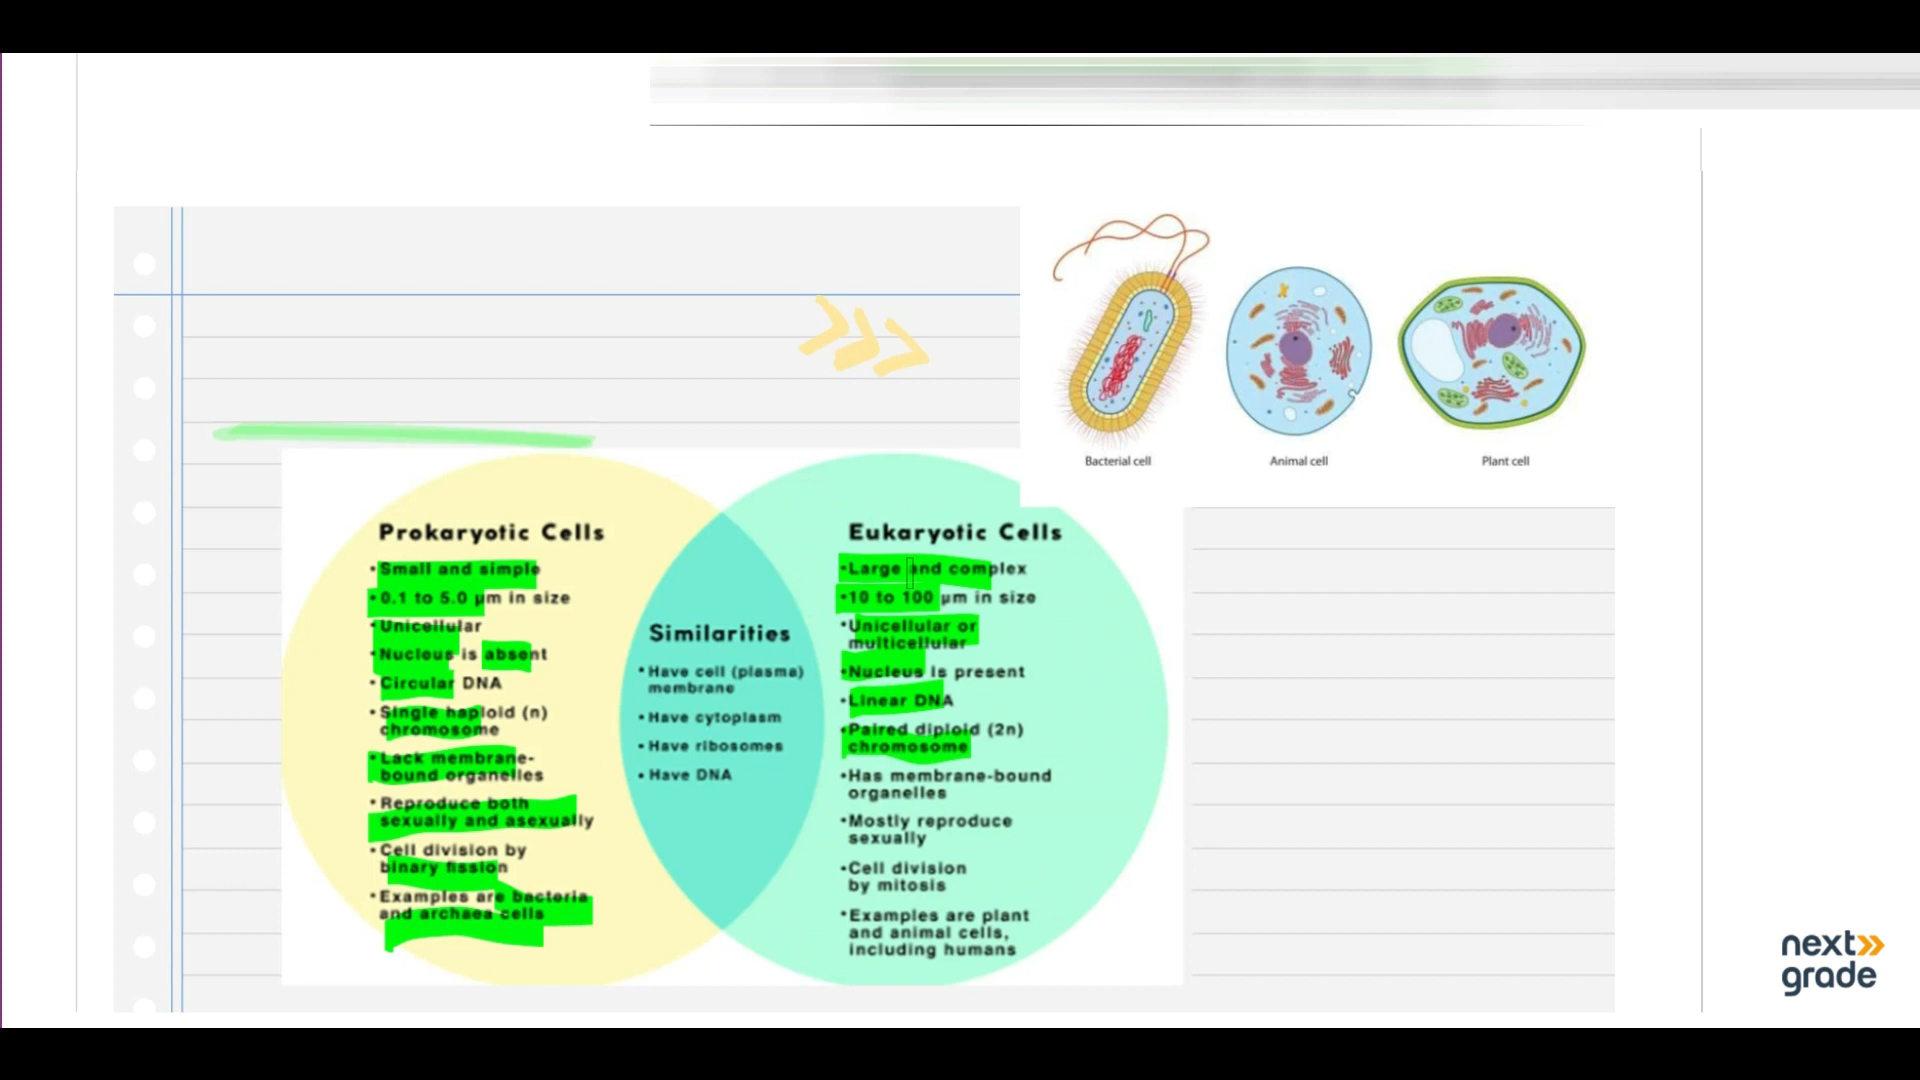 Bacterial cell
Animal cell
Plant cell
Prokaryotic Cells
•Small and simple
•0.1 to 5.0 µm in size
•Unicellular
•Nucleus is absent
•Circular DNA
•Single haploid (n)
chromosome
•Lack membrane-
bound organelles
•Reproduce both
sexually and asexually
•Cell division by
binary fission
•Examples are bacteria
and archaea cells
Similarities
•Have cell (plasma)
membrane
•Have cytoplasm
•Have ribosomes
•Have DNA
Eukaryotic Cells
•Large and complex
•10 to 100 µm in size
•Unicellular or
multicellular
•Nucleus is present
•Linear DNA
•Paired diploid (2n)
chromosome
•Has membrane-bound
organelles
•Mostly reproduce
sexually
•Cell division
by mitosis
•Examples are plant
and animal cells,
including humans
next
grade